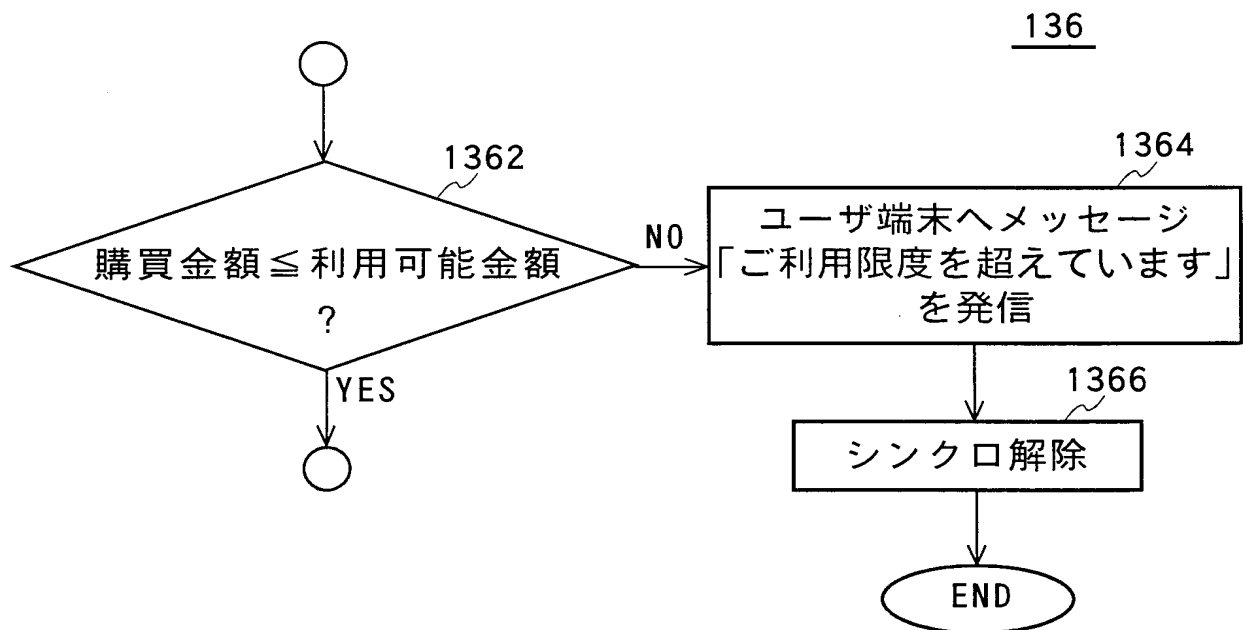 136
1362
購買金額≦利用可能金額
?
YES
NO
1364
ユーザ端末へメッセージ
「ご利用限度を超えています」
を発信
1366
シンクロ解除
END